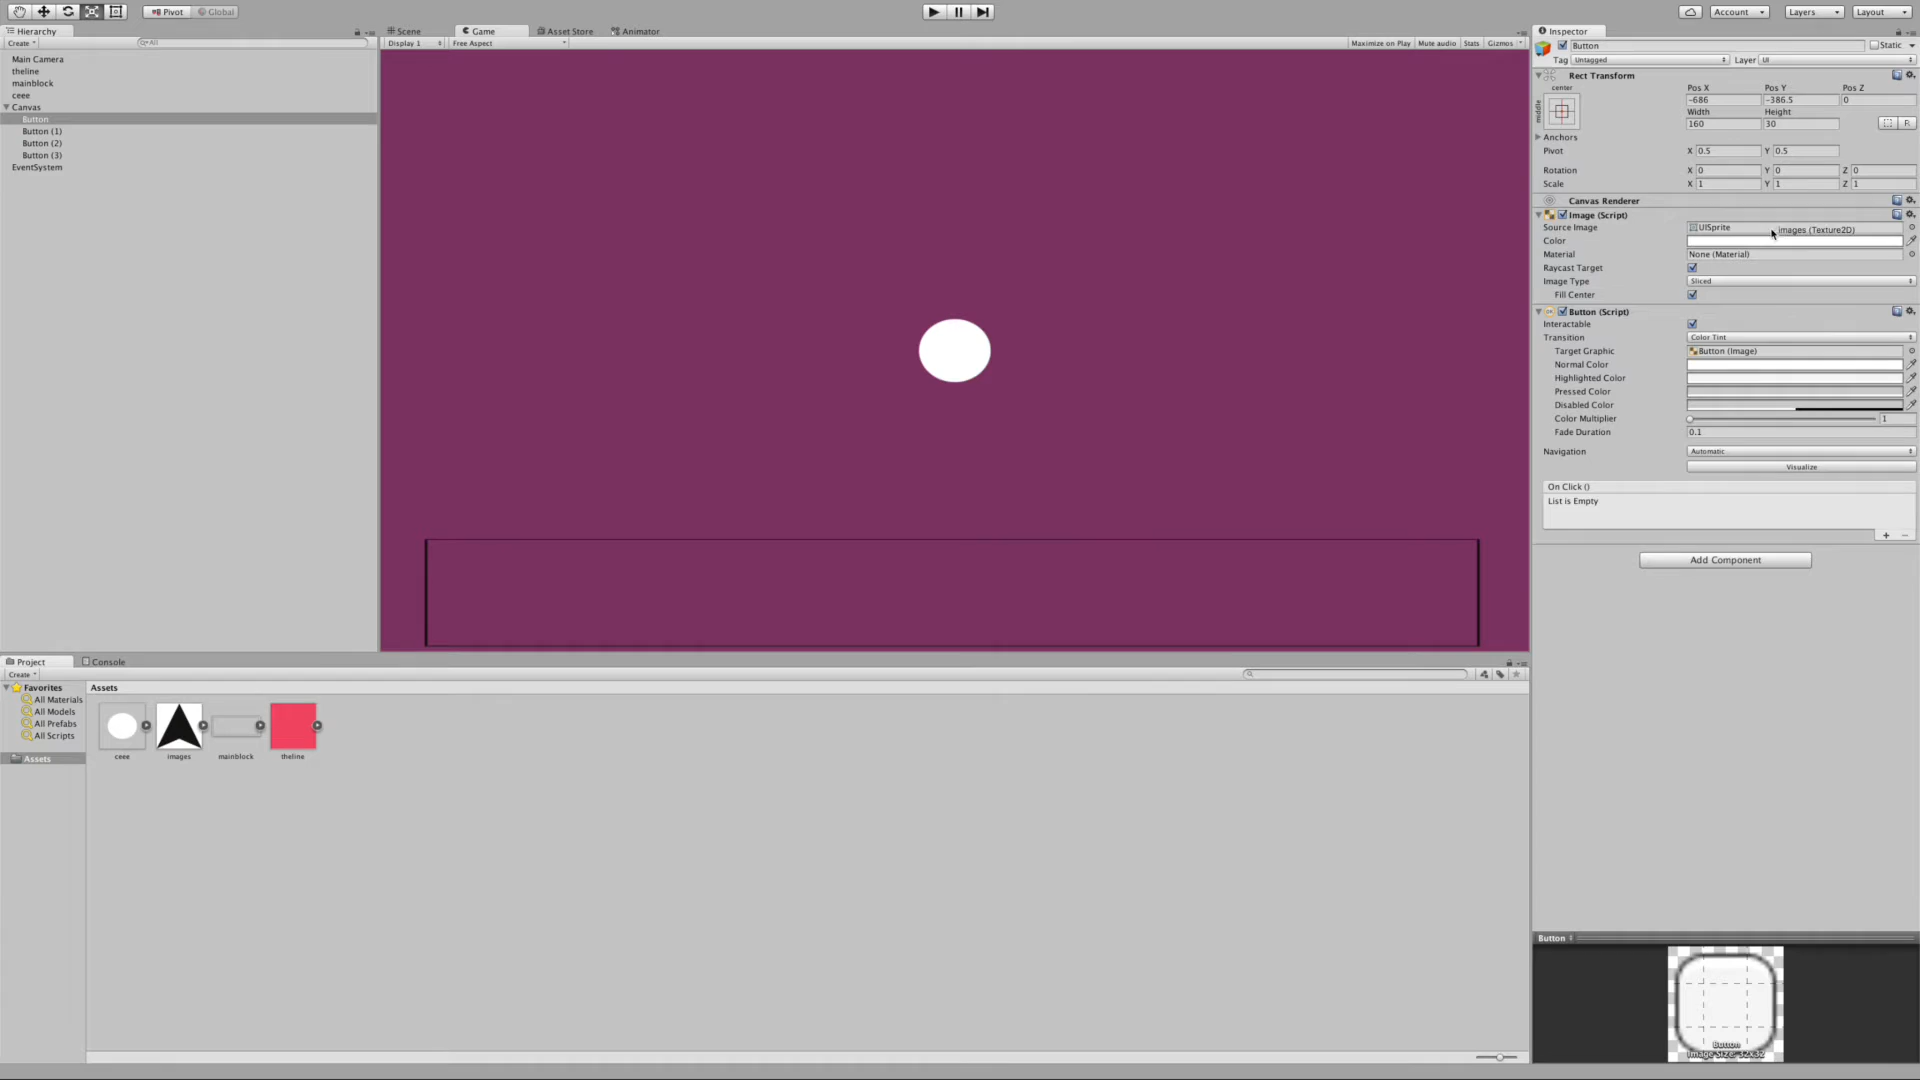 Pivot Global
Account Layers Layout
Hierarchy
Create All
Main Camera
theline
mainblock
ceee
Canvas
Button
Button (1)
Button (2)
Button (3)
EventSystem
Scene Game Asset Store Animator
Display 1 Free Aspect Maximize on Play Mute audio Stats Gizmos
Inspector
Button Static
Tag Untagged Layer UI
Rect Transform
center Pos X Pos Y Pos Z
middle -686 -386.5 0
Width Height
160 30 R
Anchors
Pivot X 0.5 Y 0.5
Rotation X 0 Y 0 Z 0
Scale X 1 Y 1 Z 1
Canvas Renderer
Image (Script)
Source Image UISprite images (Texture2D)
Color
Material None (Material)
Raycast Target
Image Type Sliced
Fill Center
Button (Script)
Interactable
Transition Color Tint
Target Graphic Button (Image)
Normal Color
Highlighted Color
Pressed Color
Disabled Color
Color Multiplier 1
Fade Duration 0.1
Navigation Automatic
Visualize
On Click ()
List is Empty
Add Component
Project Console
Create
Favorites
All Materials
All Models
All Prefabs
All Scripts
Assets
Assets
ceee images mainblock theline
Button
Button
Image Size: 32x32